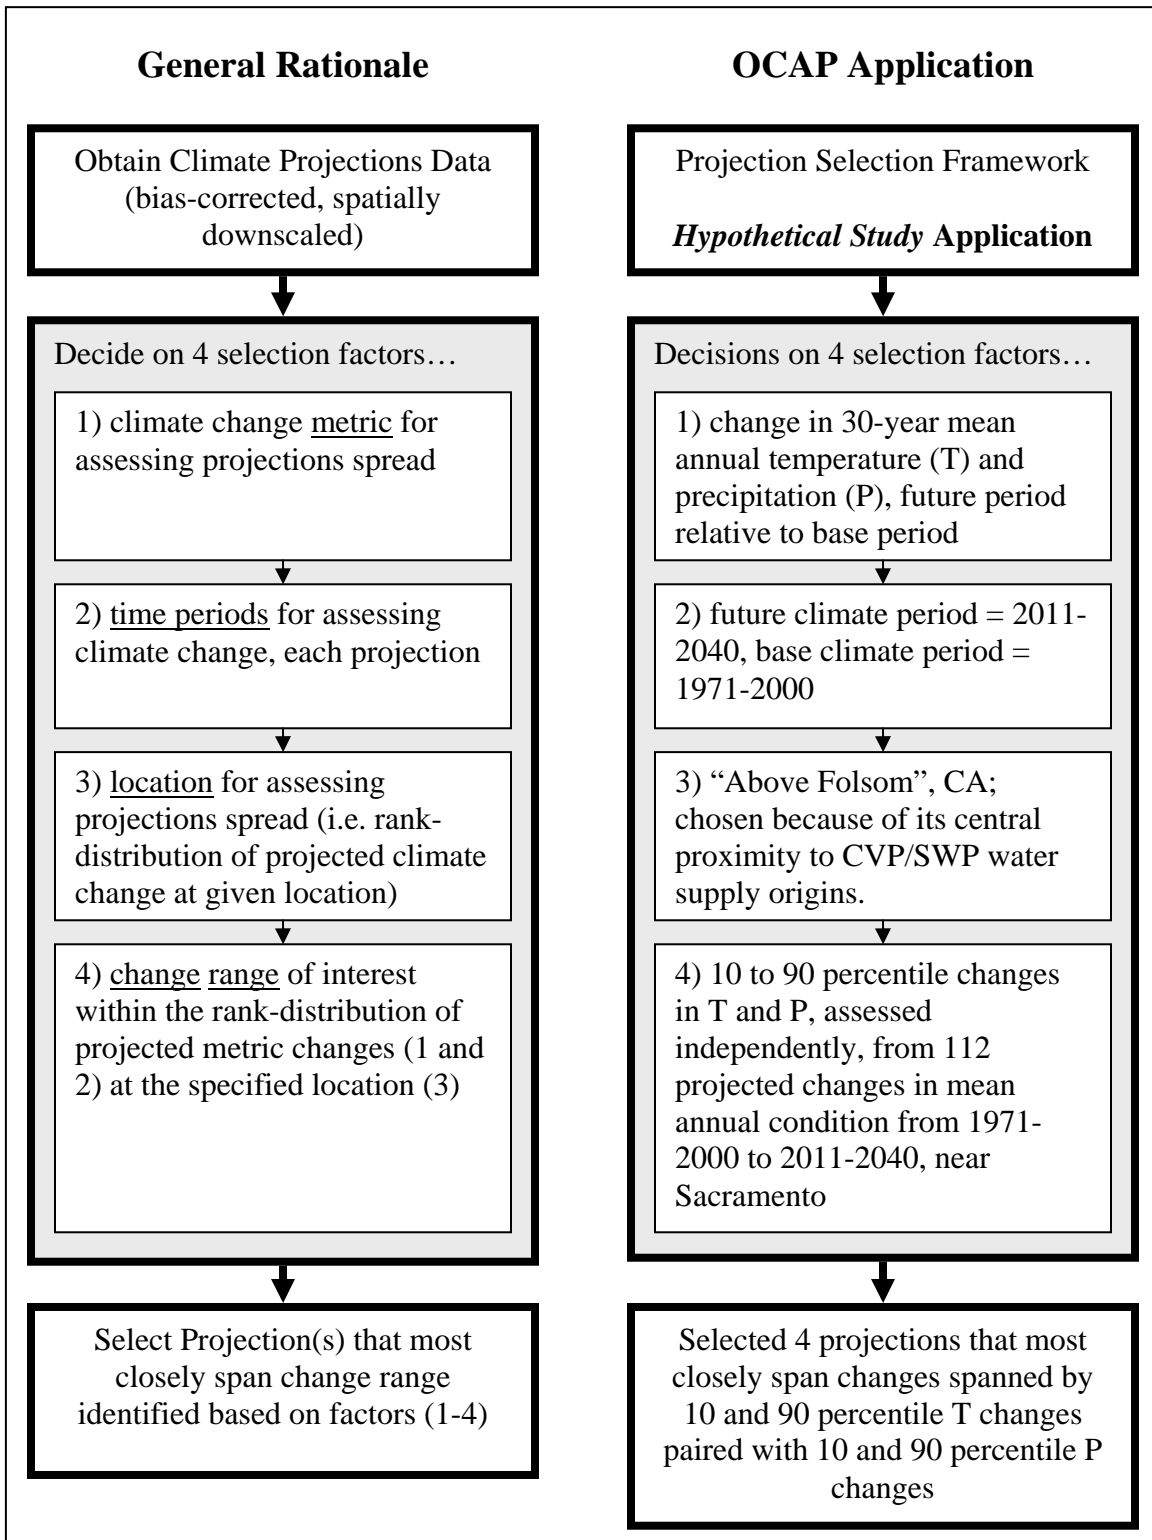 General Rationale
Obtain Climate Projections Data
(bias-corrected, spatially
downscaled)
Decide on 4 selection factors…
1) climate change metric for
assessing projections spread
2) time periods for assessing
climate change, each projection
3) location for assessing
projections spread (i.e. rank-
distribution of projected climate
change at given location)
4) change range of interest
within the rank-distribution of
projected metric changes (1 and
2) at the specified location (3)
Select Projection(s) that most
closely span change range
identified based on factors (1-4)
OCAP Application
Projection Selection Framework
Hypothetical Study Application
Decisions on 4 selection factors…
1) change in 30-year mean
annual temperature (T) and
precipitation (P), future period
relative to base period
2) future climate period = 2011-
2040, base climate period =
1971-2000
3) “Above Folsom”, CA;
chosen because of its central
proximity to CVP/SWP water
supply origins.
4) 10 to 90 percentile changes
in T and P, assessed
independently, from 112
projected changes in mean
annual condition from 1971-
2000 to 2011-2040, near
Sacramento
Selected 4 projections that most
closely span changes spanned by
10 and 90 percentile T changes
paired with 10 and 90 percentile P
changes